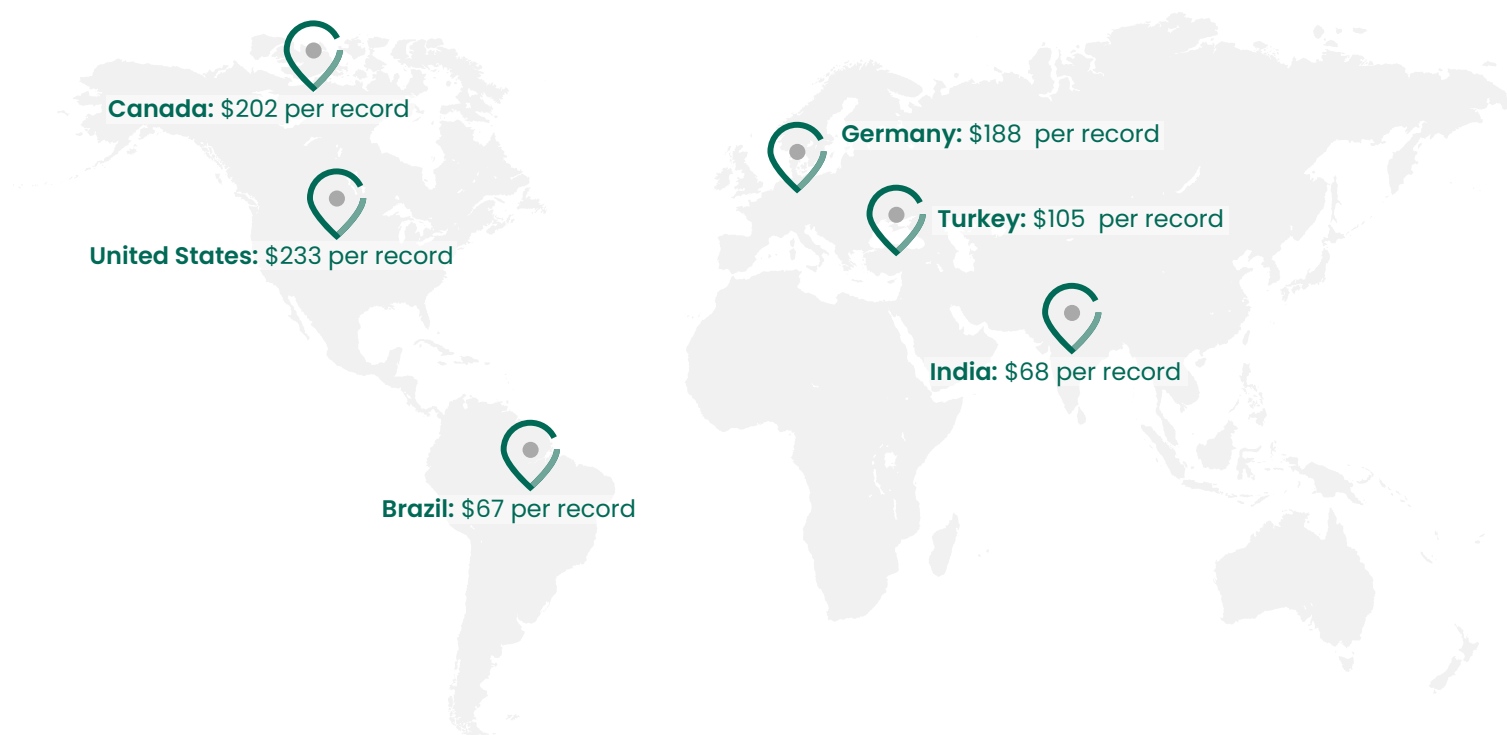 Canada: $202 per record
Germany: $188 per record
Turkey: $105 per record
United States: $233 per record
India: $68 per record
Brazil: $67 per record